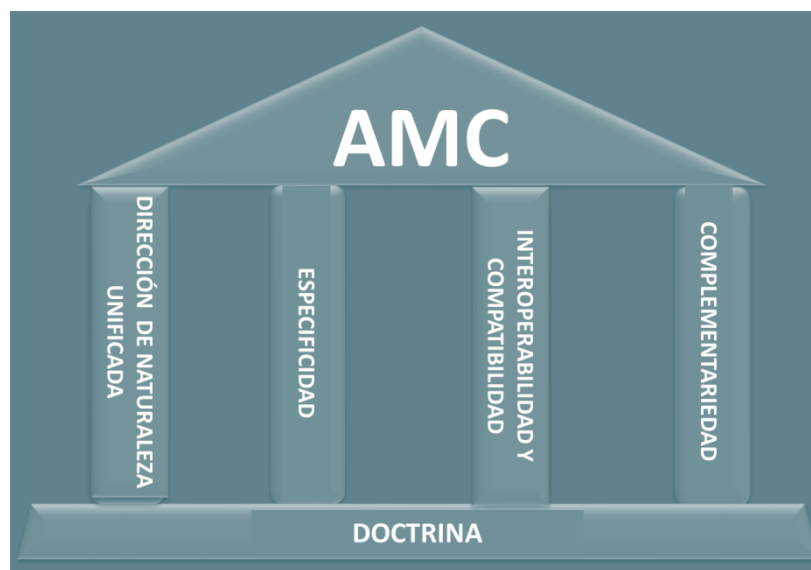 AMC
DIRECCIÓN DE NATURALEZA
UNIFICADA
ESPECIFICIDAD
INTEROPERABILIDAD Y
COMPATIBILIDAD
COMPLEMENTARIEDAD
DOCTRINA